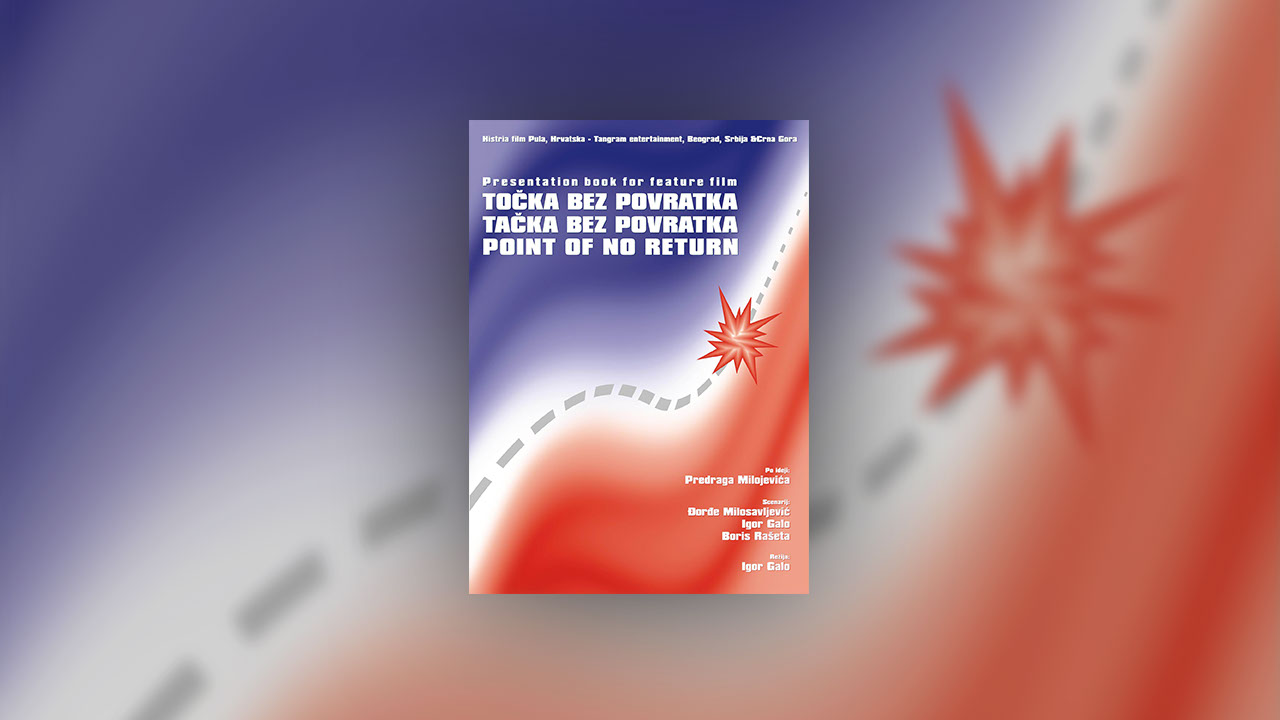 Histria film Pula, Hrvatska - Tangram entertainment, Beograd, Srbija &Crna Gora
Presentation book for feature film
TOČKA BEZ POVRATKA
TAČKA BEZ POVRATKA
POINT OF NO RETURN
Po ideji:
Predraga Milojevića
Scenarij:
Đorđe Milosavljević
Igor Galo
Boris Rašeta
Režija:
Igor Galo